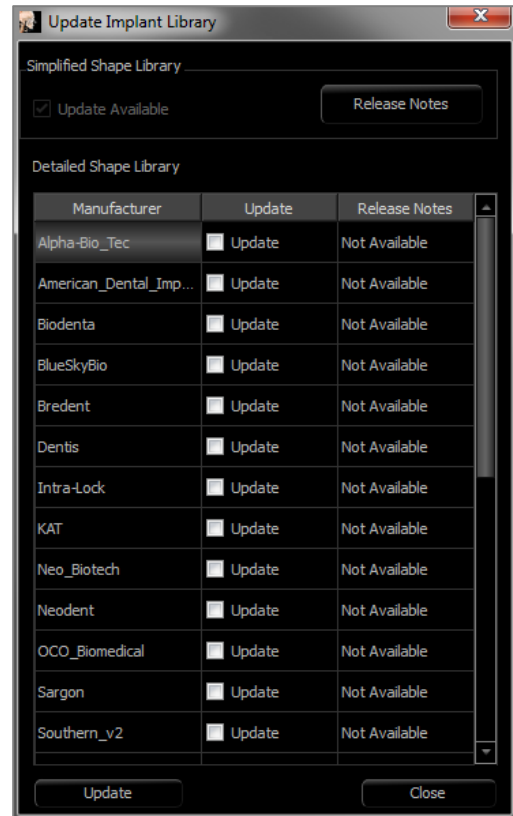 Update Implant Library
Simplified Shape Library
Update Available
Release Notes
Detailed Shape Library
Manufacturer Update Release Notes
Alpha-Bio_Tec Update Not Available
American_Dental_Imp... Update Not Available
Biodenta Update Not Available
BlueSkyBio Update Not Available
Bredent Update Not Available
Dentis Update Not Available
Intra-Lock Update Not Available
KAT Update Not Available
Neo_Biotech Update Not Available
Neodent Update Not Available
OCO_Biomedical Update Not Available
Sargon Update Not Available
Southern_v2 Update Not Available
Update Close